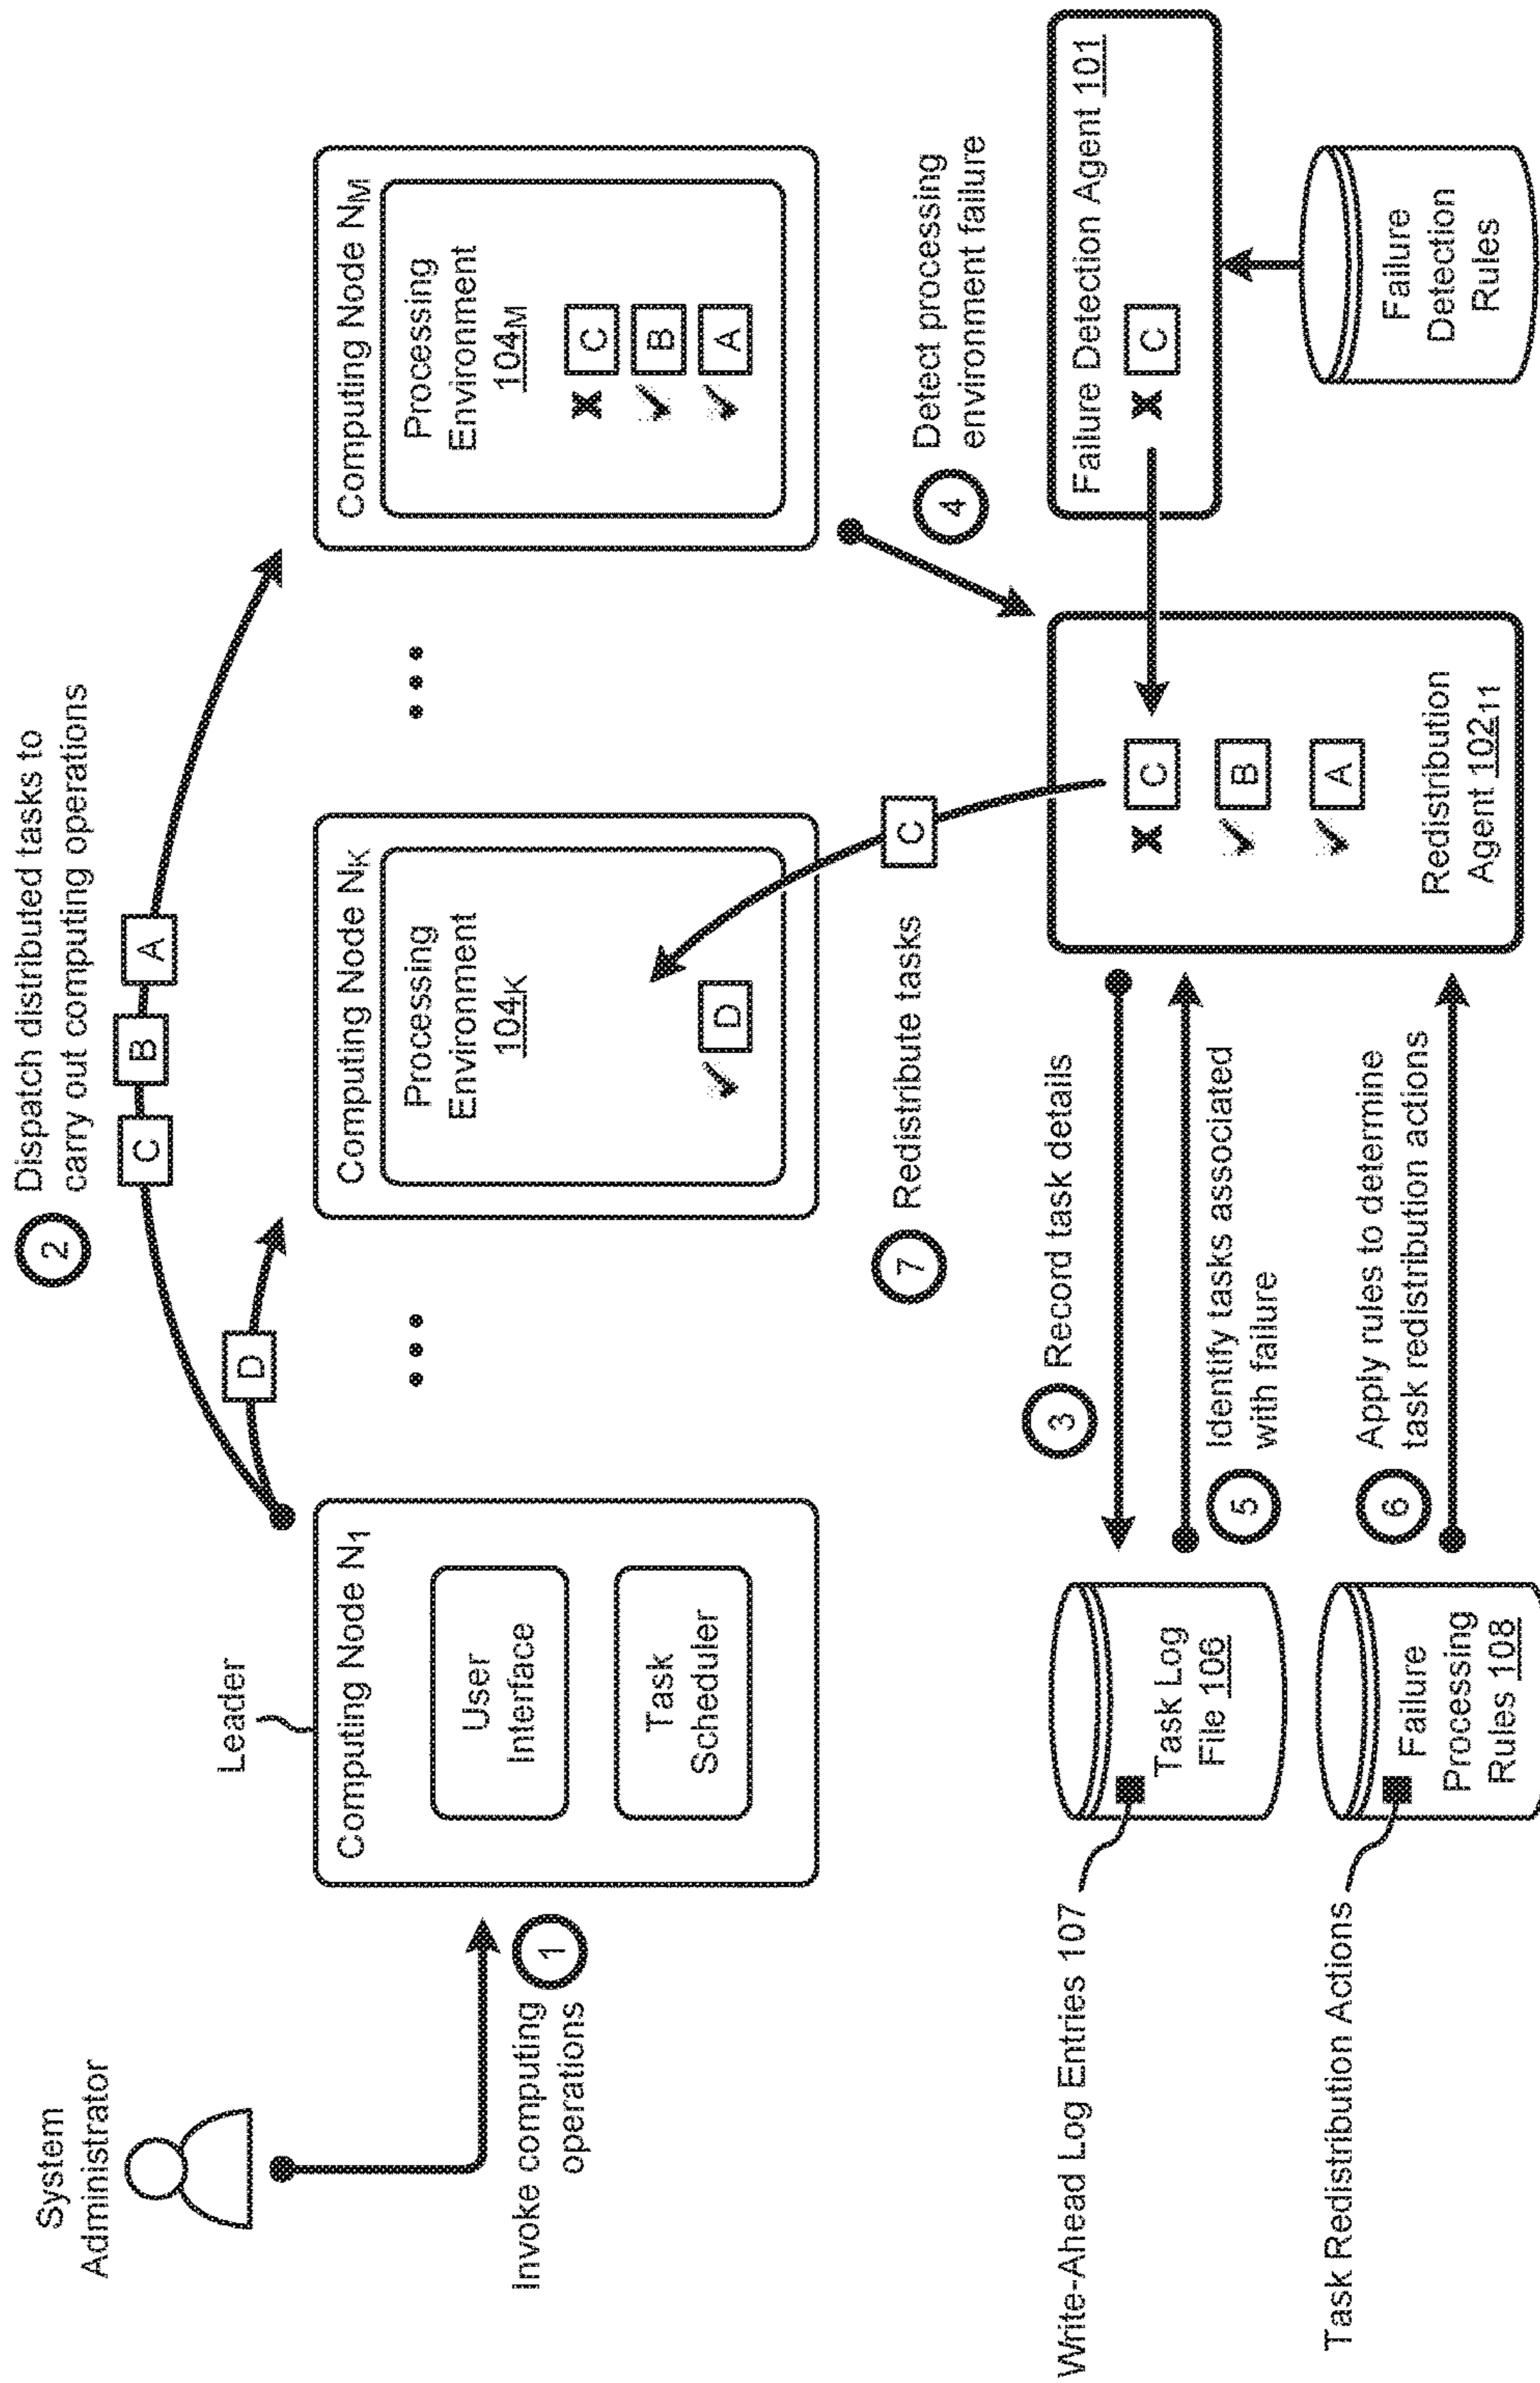 System
Administrator
1
Invoke computing
operations
Leader
Computing Node N1
User
Interface
Task
Scheduler
2
Dispatch distributed tasks to
carry out computing operations
D
C
B
A
Computing Node NK
Processing
Environment
104K
D
Computing Node NM
Processing
Environment
104M
C
B
A
7
Redistribute tasks
C
4
Detect processing
environment failure
Write-Ahead Log Entries 107
Task Log
File 106
Task Redistribution Actions
Failure
Processing
Rules 108
3
Record task details
5
Identify tasks associated
with failure
6
Apply rules to determine
task redistribution actions
C
B
A
Redistribution
Agent 10211
Failure Detection Agent 101
C
Failure
Detection
Rules